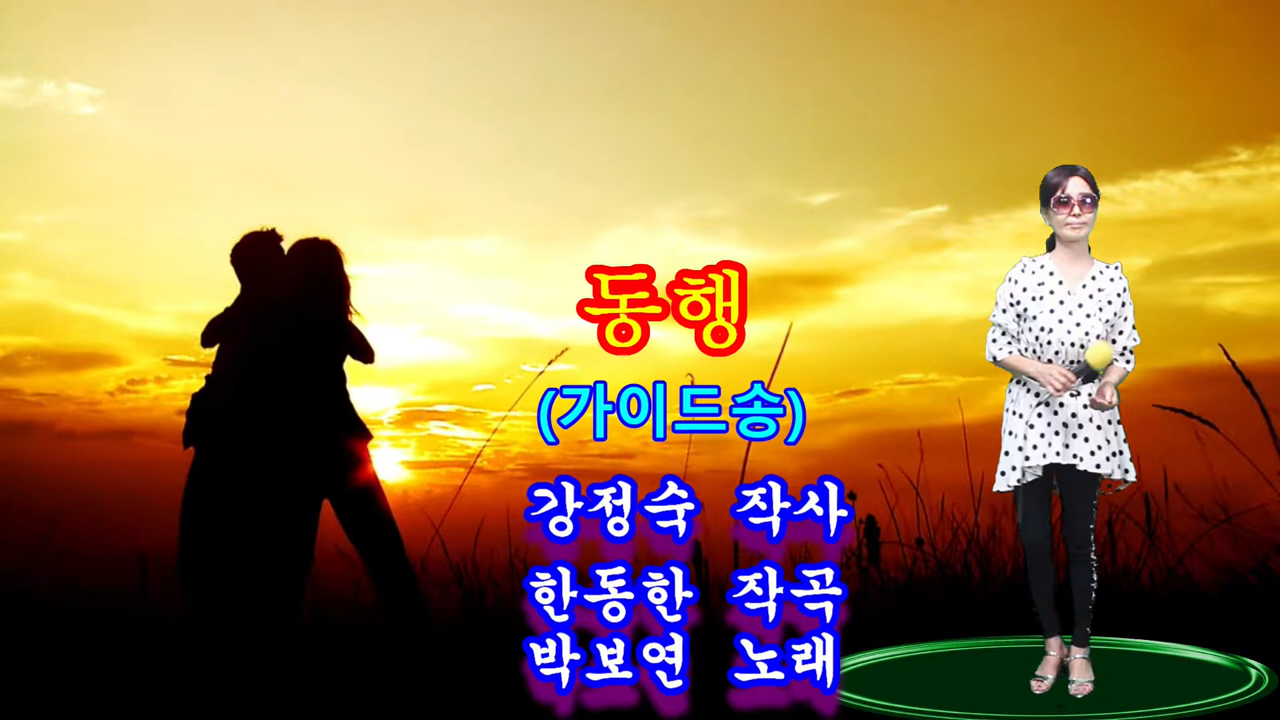 동행
(가이드송)
강정숙 작사
한동한 작곡
박보연 노래